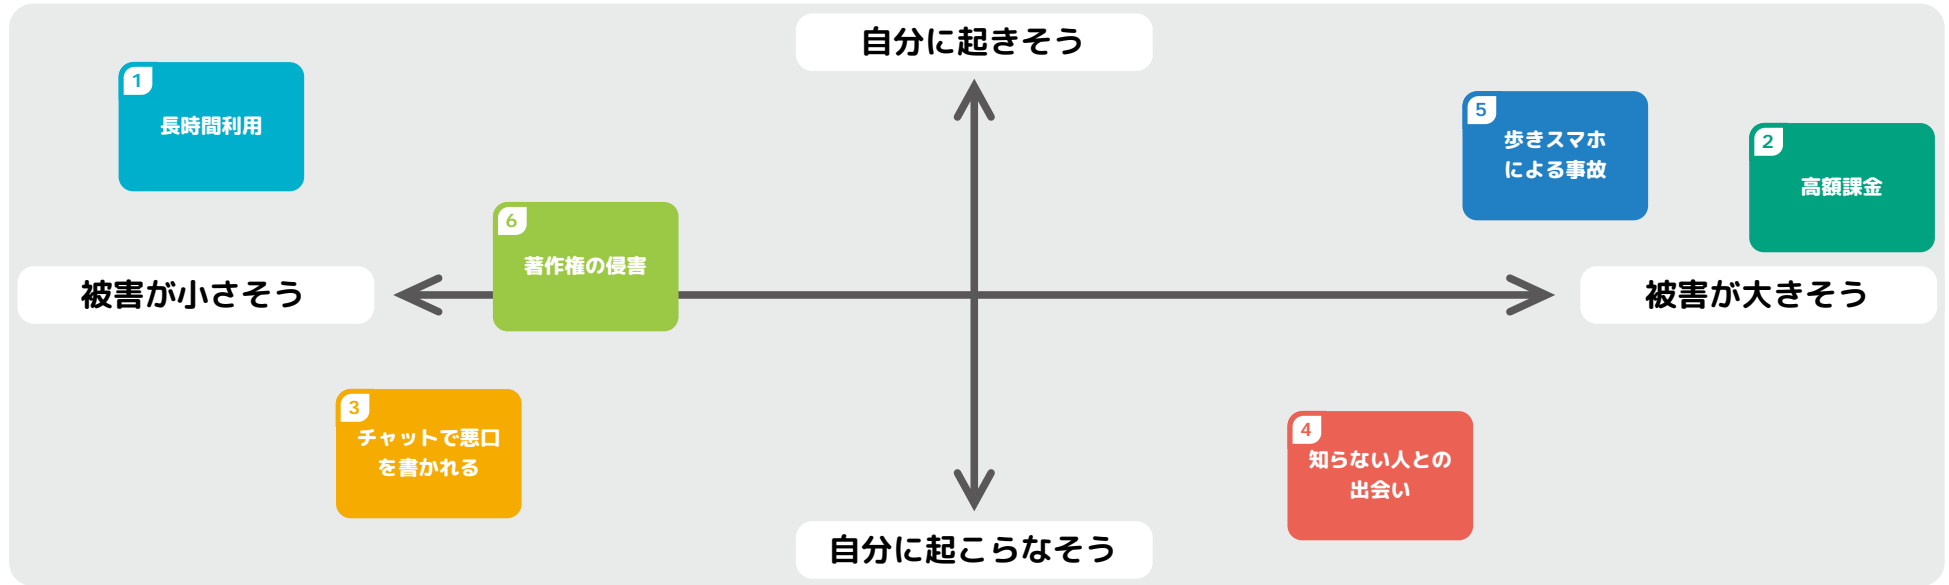 自分に起きそう
1
長時間利用
5
歩きスマホ
による事故
2
高額課金
6
著作権の侵害
被害が小さそう
被害が大きそう
3
チャットで悪口
を書かれる
4
知らない人との
出会い
自分に起こらなそう